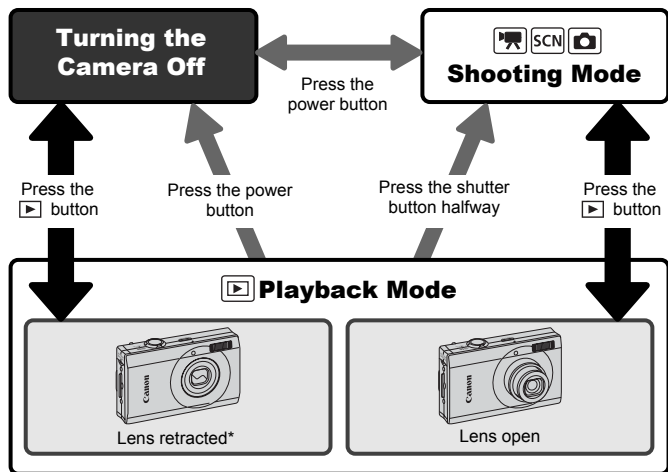 Turning the
Camera Off
SCN
Shooting Mode
Press the
power button
Press the
button
Press the power
button
Press the shutter
button halfway
Press the
button
Playback Mode
Canon
Lens retracted*
Canon
Lens open